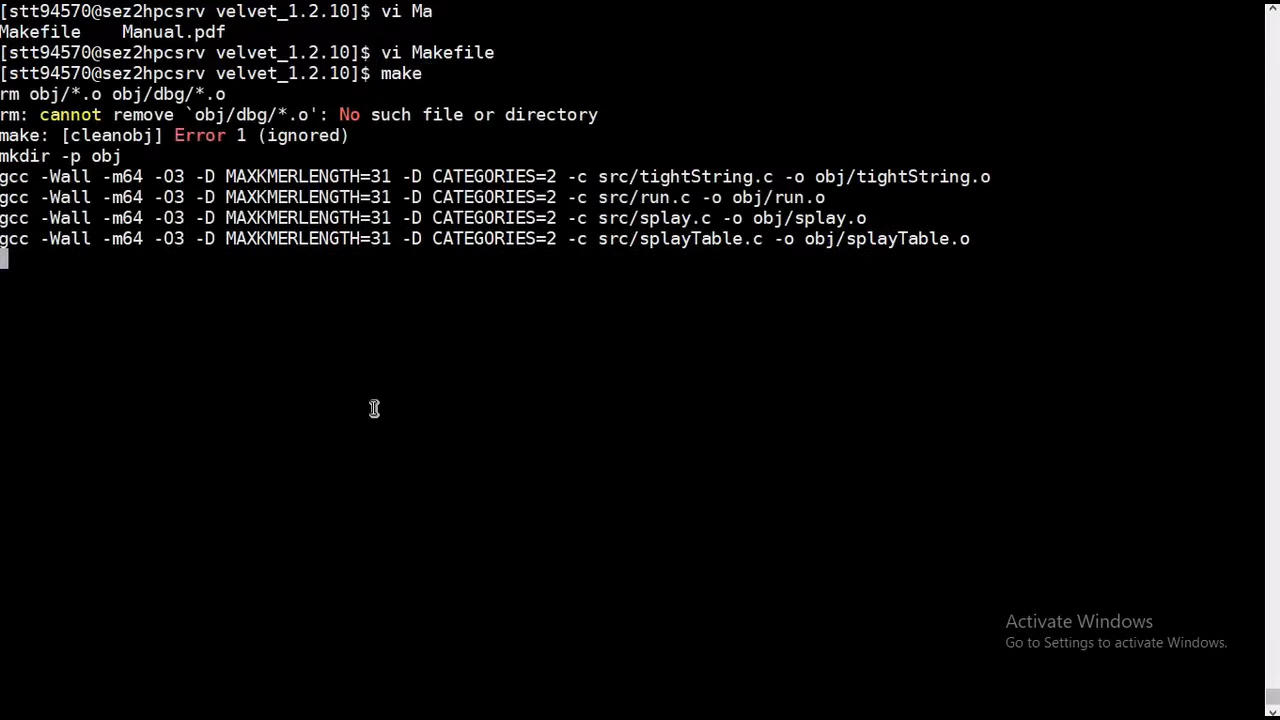 [stt94570@sez2hpcsrv velvet_1.2.10]$ vi Ma
Makefile    Manual.pdf
[stt94570@sez2hpcsrv velvet_1.2.10]$ vi Makefile
[stt94570@sez2hpcsrv velvet_1.2.10]$ make
rm obj/*.o obj/dbg/*.o
rm: cannot remove `obj/dbg/*.o': No such file or directory
make: [cleanobj] Error 1 (ignored)
mkdir -p obj
gcc -Wall -m64 -O3 -D MAXKMERLENGTH=31 -D CATEGORIES=2 -c src/tightString.c -o obj/tightString.o
gcc -Wall -m64 -O3 -D MAXKMERLENGTH=31 -D CATEGORIES=2 -c src/run.c -o obj/run.o
gcc -Wall -m64 -O3 -D MAXKMERLENGTH=31 -D CATEGORIES=2 -c src/splay.c -o obj/splay.o
gcc -Wall -m64 -O3 -D MAXKMERLENGTH=31 -D CATEGORIES=2 -c src/splayTable.c -o obj/splayTable.o
Activate Windows
Go to Settings to activate Windows.